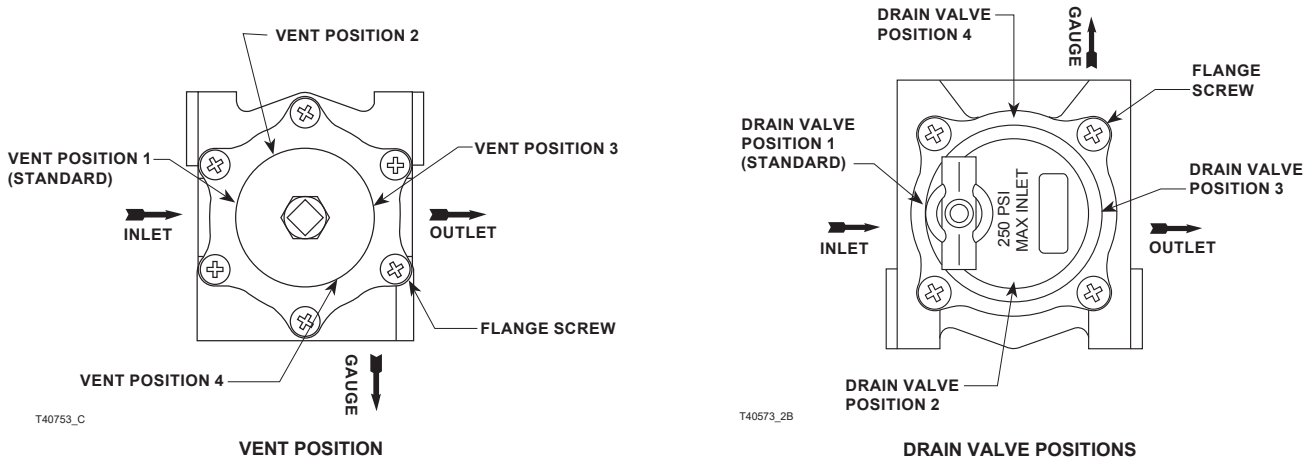 VENT POSITION 2
VENT POSITION 1
(STANDARD)
VENT POSITION 3
INLET
OUTLET
FLANGE SCREW
VENT POSITION 4
GAUGE
T40753_C
VENT POSITION
DRAIN VALVE
POSITION 4
GAUGE
FLANGE
SCREW
DRAIN VALVE
POSITION 1
(STANDARD)
DRAIN VALVE
POSITION 3
250 PSI
MAX INLET
INLET
OUTLET
DRAIN VALVE
POSITION 2
T40573_2B
DRAIN VALVE POSITIONS